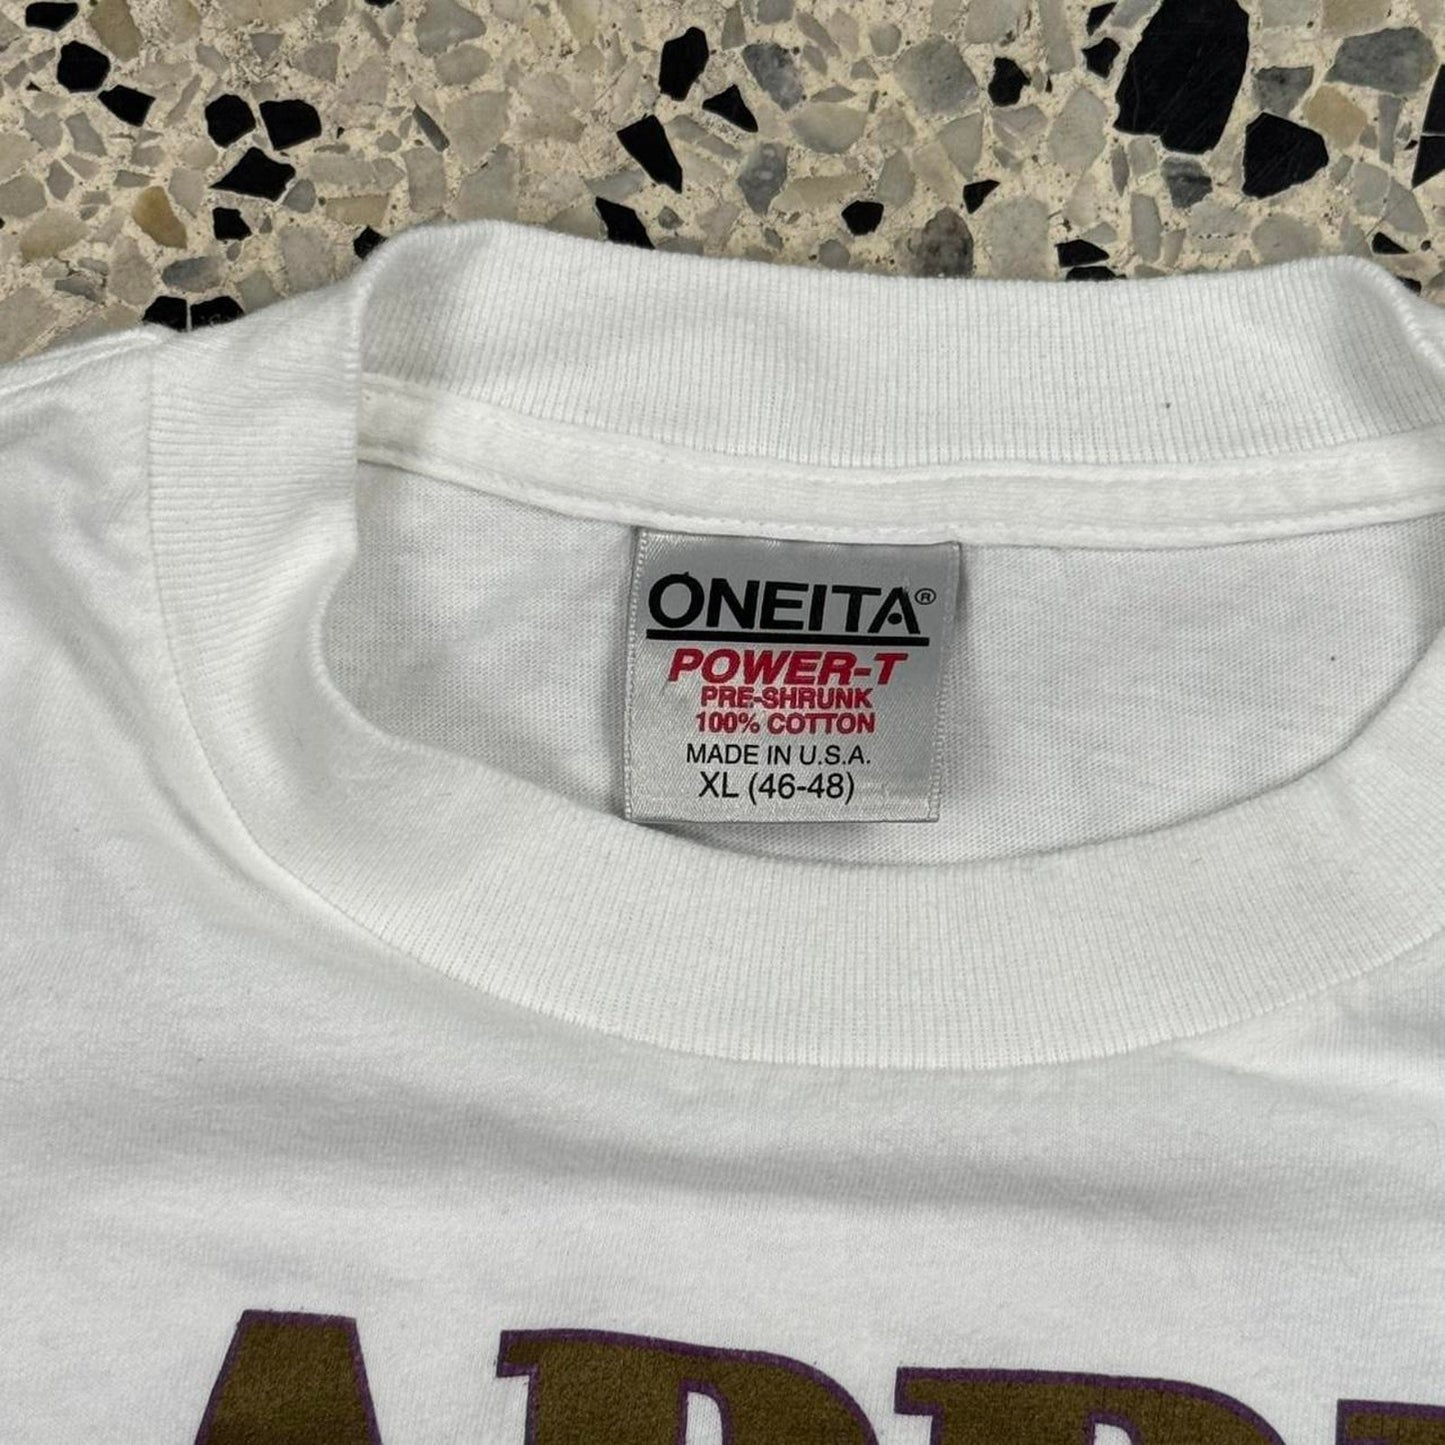 ONEITA®
POWER-T
PRE-SHRUNK
100% COTTON
MADE IN U.S.A.
XL (46-48)